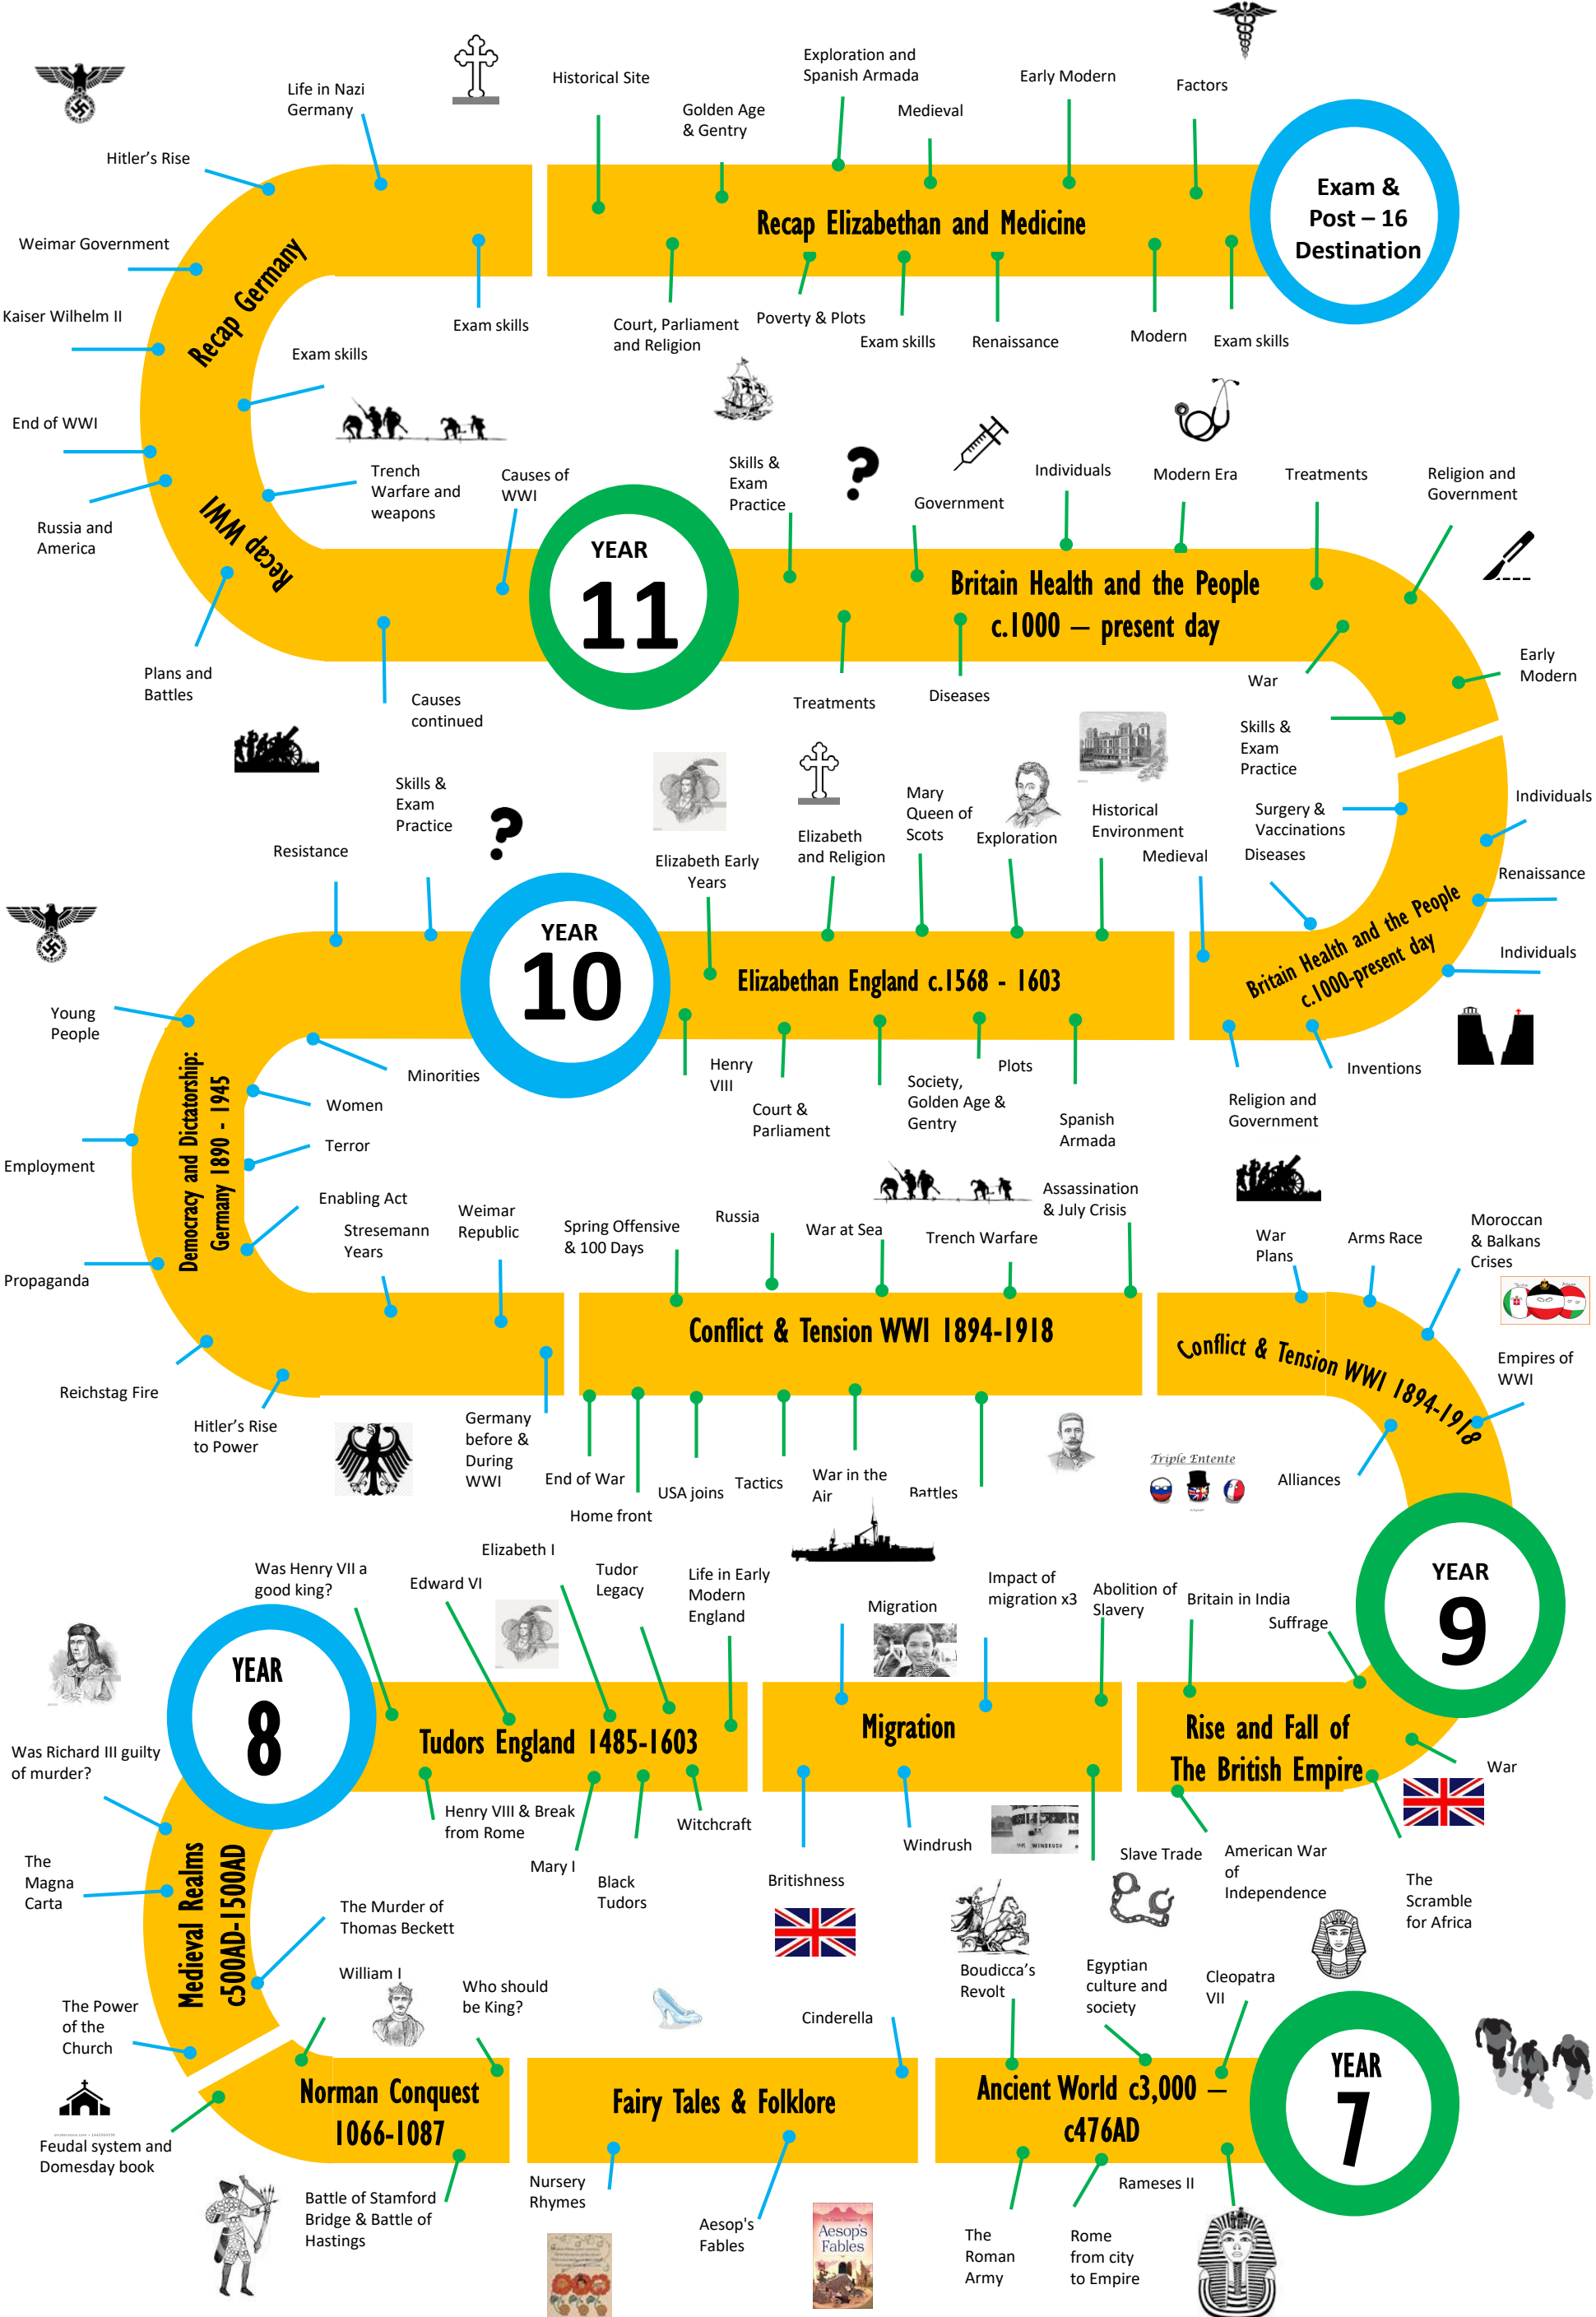 Exploration and
Spanish Armada
Early Modern
Historical Site
Factors
Life in Nazi
Germany
Golden Age
& Gentry
Medieval
Hitler's Rise
Exam &
Post – 16
Destination
Recap Elizabethan and Medicine
Weimar Government
Recap Germany
Kaiser Wilhelm II
Exam skills
Court, Parliament
and Religion
Poverty & Plots
Exam skills
Renaissance
Modern
Exam skills
Exam skills
End of WWI
Trench
Warfare and
weapons
Causes of
WWI
Skills &
Exam
Practice
?
Government
Individuals
Modern Era
Treatments
Religion and
Government
Russia and
America
Recap WWI
YEAR
11
Britain Health and the People
c.1000 – present day
Plans and
Battles
Causes
continued
Treatments
Diseases
War
Early
Modern
Skills &
Exam
Practice
Skills &
Exam
Practice
?
Resistance
Elizabeth Early
Years
Elizabeth
and Religion
Mary
Queen of
Scots
Exploration
Historical
Environment
Medieval
Surgery &
Vaccinations
Diseases
Individuals
Renaissance
Individuals
YEAR
10
Elizabethan England c.1568 - 1603
Britain Health and the People
c.1000-present day
Young
People
Minorities
Women
Terror
Enabling Act
Employment
Democracy and Dictatorship:
Germany 1890 - 1945
Henry
VIII
Court &
Parliament
Society,
Golden Age &
Gentry
Plots
Spanish
Armada
Religion and
Government
Inventions
Propaganda
Stresemann
Years
Weimar
Republic
Spring Offensive
& 100 Days
Russia
War at Sea
Trench Warfare
Assassination
& July Crisis
War
Plans
Arms Race
Moroccan
& Balkans
Crises
Empires of
WWI
Conflict & Tension WWI 1894-1918
Conflict & Tension WWI 1894-1918
Reichstag Fire
Hitler's Rise
to Power
Germany
before &
During
WWI
End of War
Home front
USA joins
Tactics
War in the
Air
Battles
Triple Entente
Alliances
YEAR
9
Was Henry VII a
good king?
Edward VI
Elizabeth I
Tudor
Legacy
Life in Early
Modern
England
Migration
Impact of
migration x3
Abolition of
Slavery
Britain in India
Suffrage
YEAR
8
Tudors England 1485-1603
Migration
Rise and Fall of
The British Empire
Was Richard III guilty
of murder?
War
Henry VIII & Break
from Rome
Mary I
Black
Tudors
Witchcraft
Britishness
Windrush
WINDRUSH
Slave Trade
American War
of
Independence
The
Scramble
for Africa
The
Magna
Carta
Medieval Realms
c500AD-1500AD
The Murder of
Thomas Beckett
William I
Who should
be King?
The Power
of the
Church
Cinderella
Boudicca's
Revolt
Egyptian
culture and
society
Cleopatra
VII
Norman Conquest
1066-1087
Fairy Tales & Folklore
Ancient World c3,000 –
c476AD
YEAR
7
Feudal system and
Domesday book
Battle of Stamford
Bridge & Battle of
Hastings
Nursery
Rhymes
Aesop's
Fables
Aesop's
Fables
The
Roman
Army
Rome
from city
to Empire
Rameses II